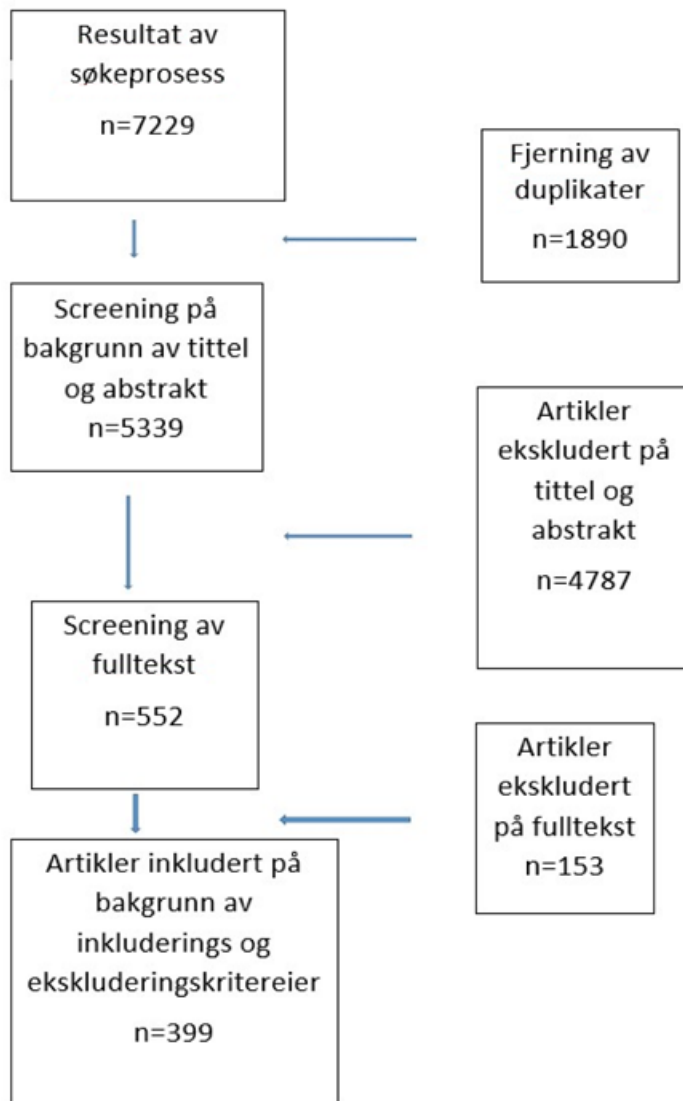 Resultat av
søkeprosess
n=7229
Fjerning av
duplikater
n=1890
Screening på
bakgrunn av tittel
og abstrakt
n=5339
Artikler
ekskludert på
tittel og
abstrakt
n=4787
Screening av
fulltekst
n=552
Artikler
ekskludert
på fulltekst
n=153
Artikler inkludert på
bakgrunn av
inkluderings og
ekskluderingskritereier
n=399